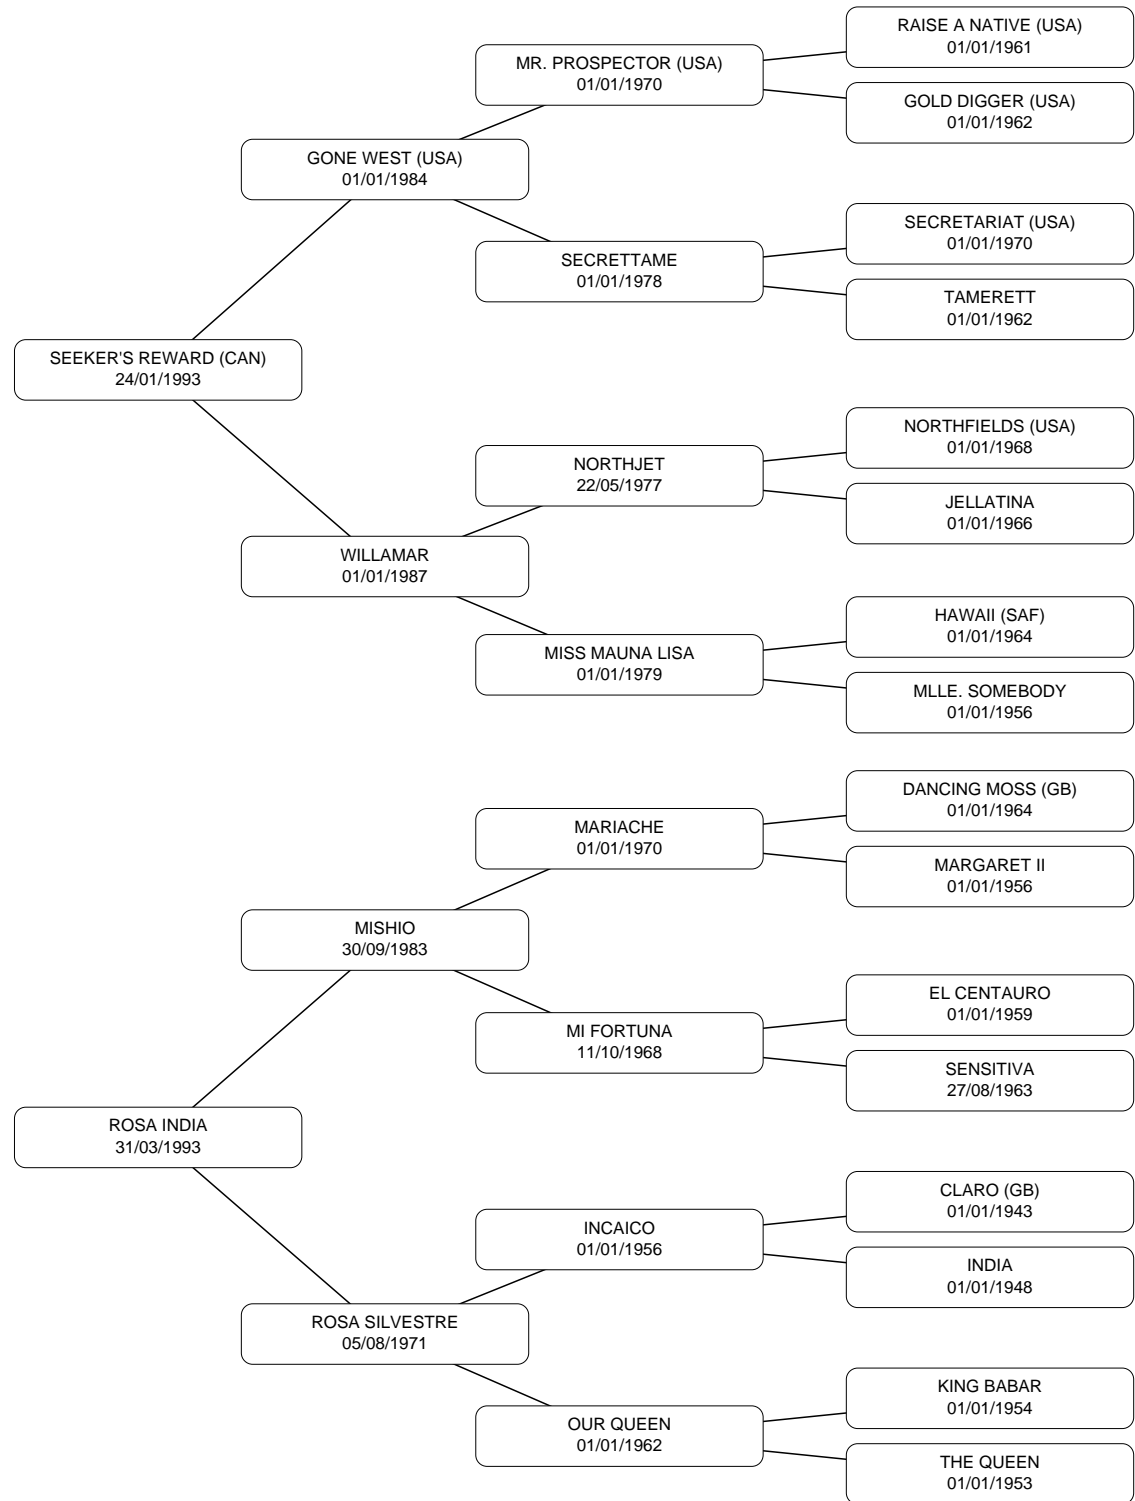 RAISE A NATIVE (USA)
01/01/1961
MR. PROSPECTOR (USA)
01/01/1970
GOLD DIGGER (USA)
01/01/1962
GONE WEST (USA)
01/01/1984
SECRETARIAT (USA)
01/01/1970
SECRETTAME
01/01/1978
TAMERETT
01/01/1962
SEEKER'S REWARD (CAN)
24/01/1993
NORTHFIELDS (USA)
01/01/1968
NORTHJET
22/05/1977
JELLATINA
01/01/1966
WILLAMAR
01/01/1987
HAWAII (SAF)
01/01/1964
MISS MAUNA LISA
01/01/1979
MLLE. SOMEBODY
01/01/1956
DANCING MOSS (GB)
01/01/1964
MARIACHE
01/01/1970
MARGARET II
01/01/1956
MISHIO
30/09/1983
EL CENTAURO
01/01/1959
MI FORTUNA
11/10/1968
SENSITIVA
27/08/1963
ROSA INDIA
31/03/1993
CLARO (GB)
01/01/1943
INCAICO
01/01/1956
INDIA
01/01/1948
ROSA SILVESTRE
05/08/1971
KING BABAR
01/01/1954
OUR QUEEN
01/01/1962
THE QUEEN
01/01/1953